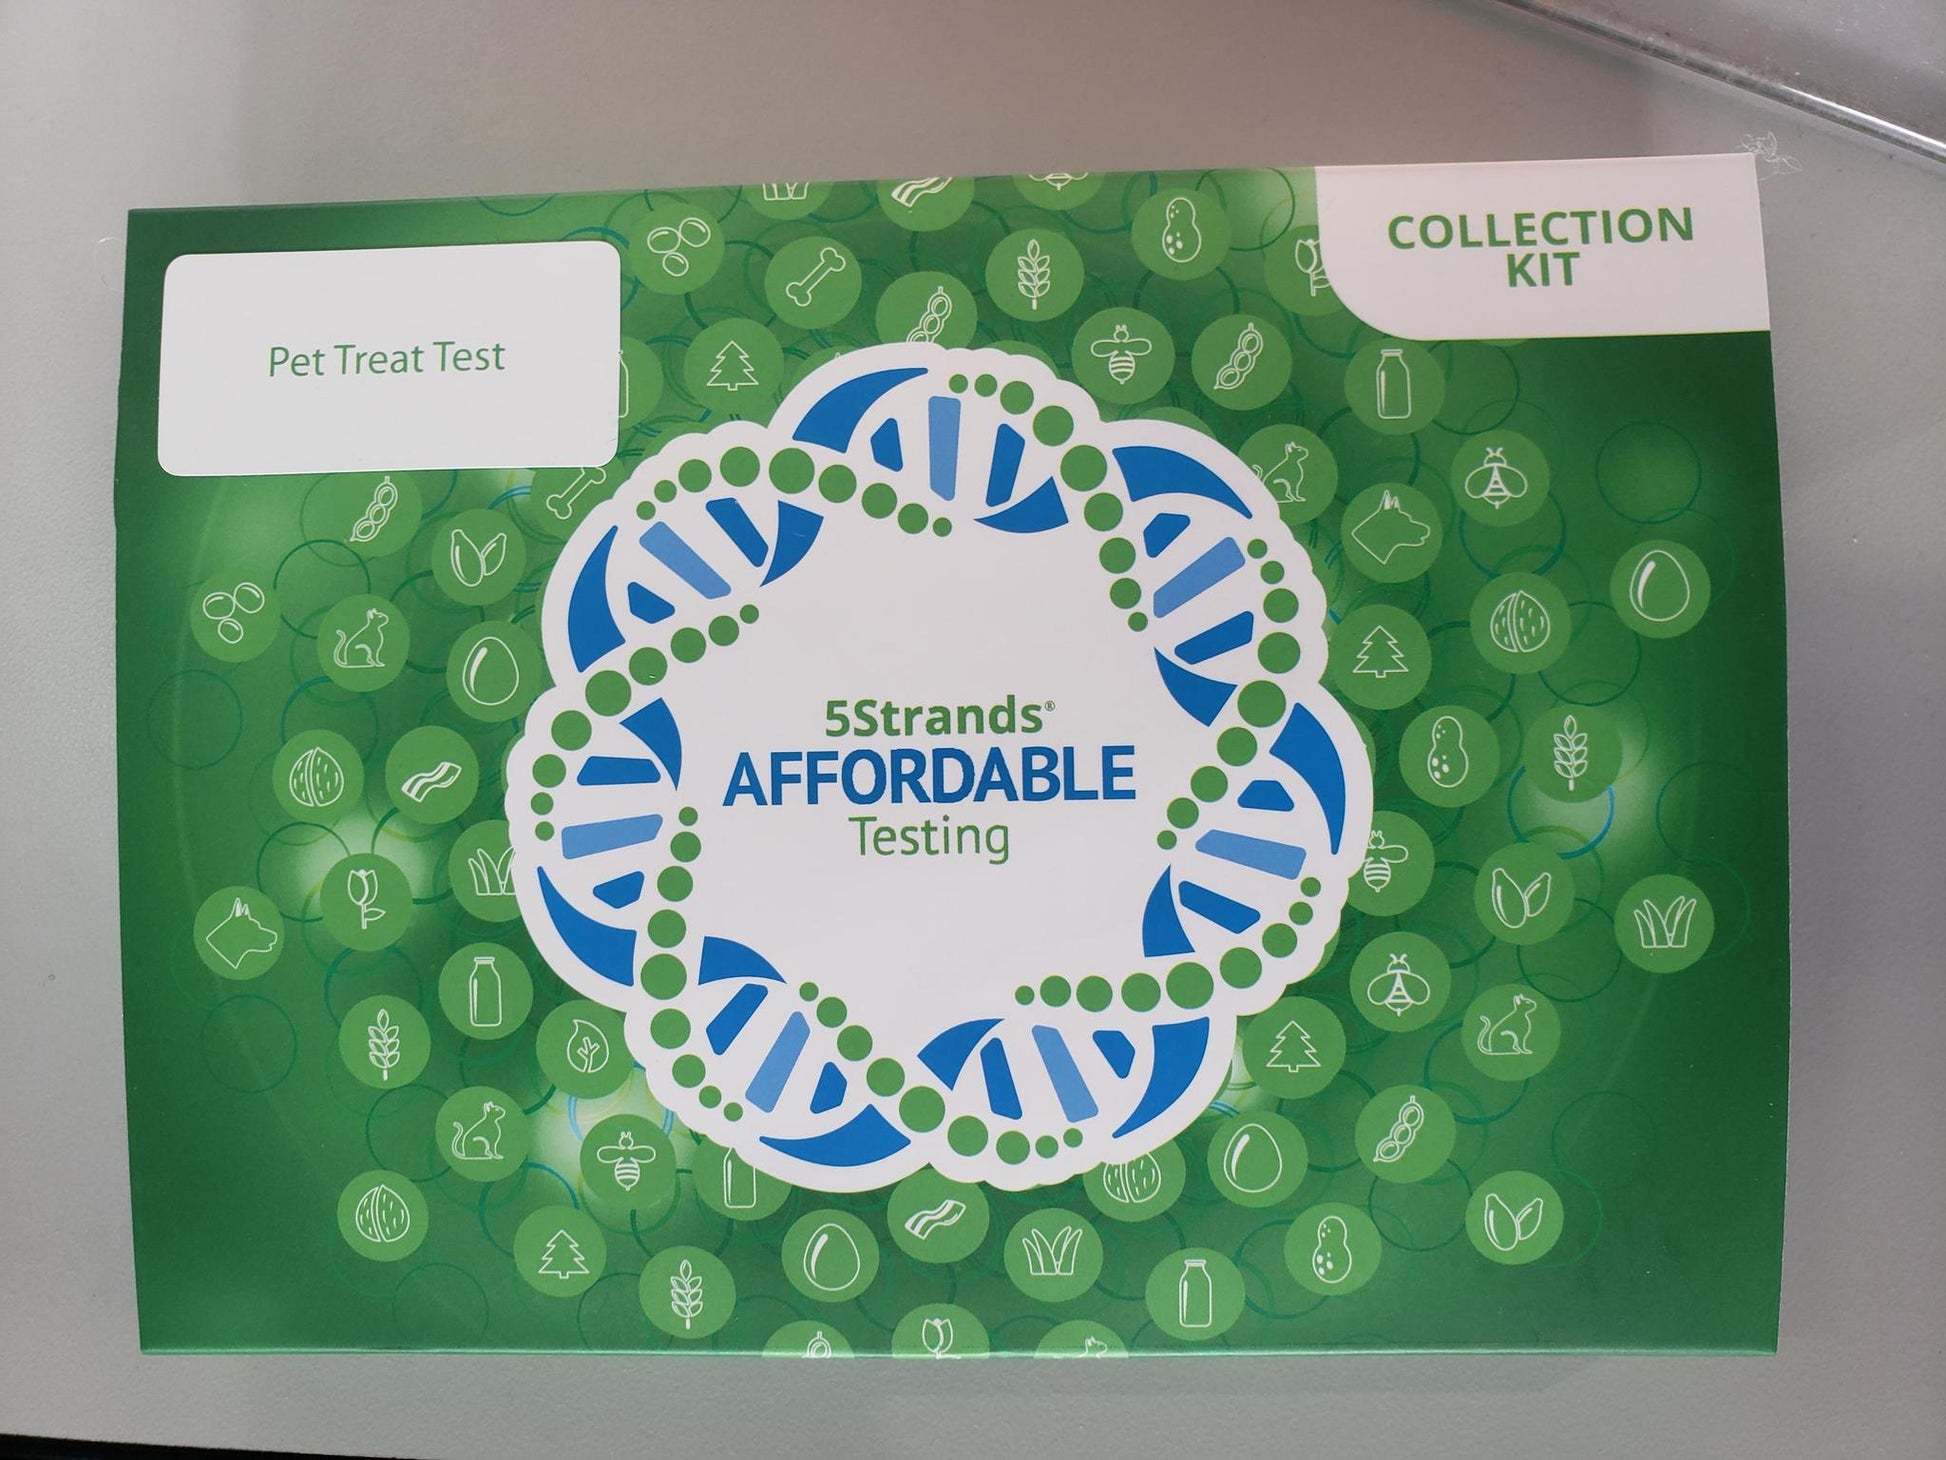 COLLECTION
KIT
Pet Treat Test
5Strands®
AFFORDABLE
Testing